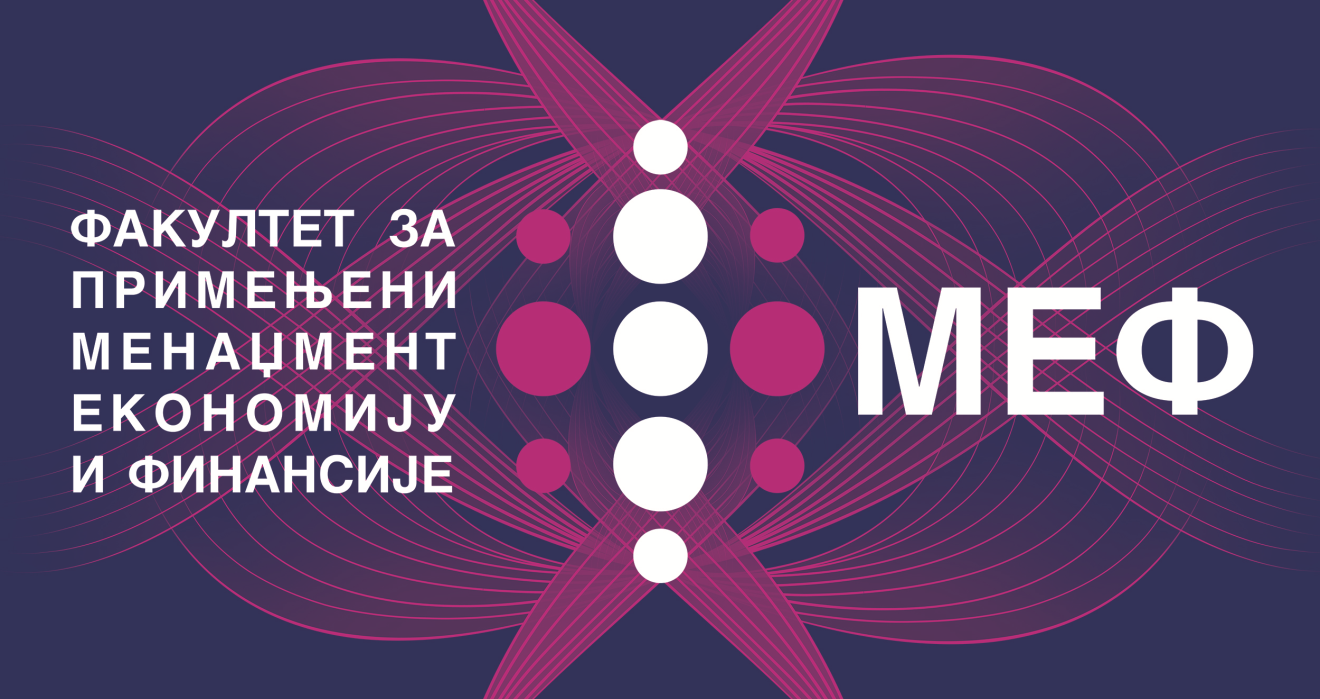 ФАКУЛТЕТ ЗА
ПРИМЕЊЕНИ
МЕНАЏМЕНТ
ЕКОНОМИЈУ
И ФИНАНСИЈЕ
МЕФ